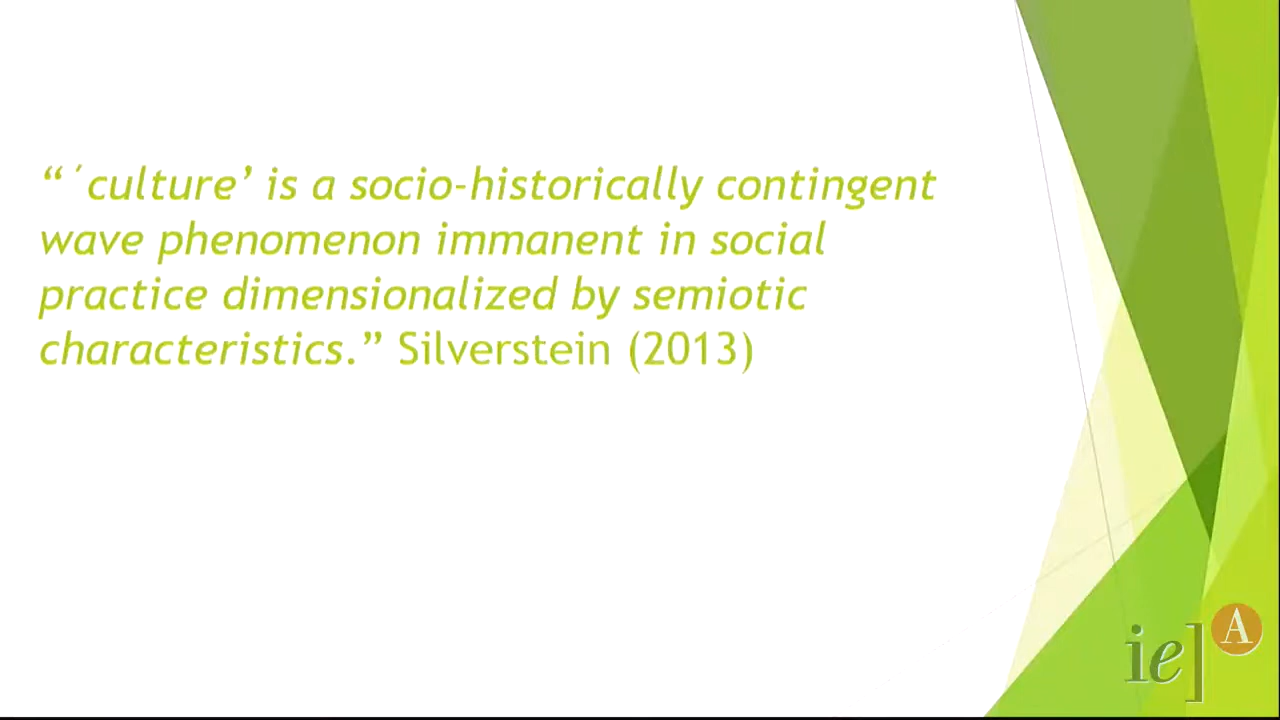 “ ´culture’ is a socio-historically contingent
wave phenomenon immanent in social
practice dimensionalized by semiotic
characteristics.” Silverstein (2013)
ie] A